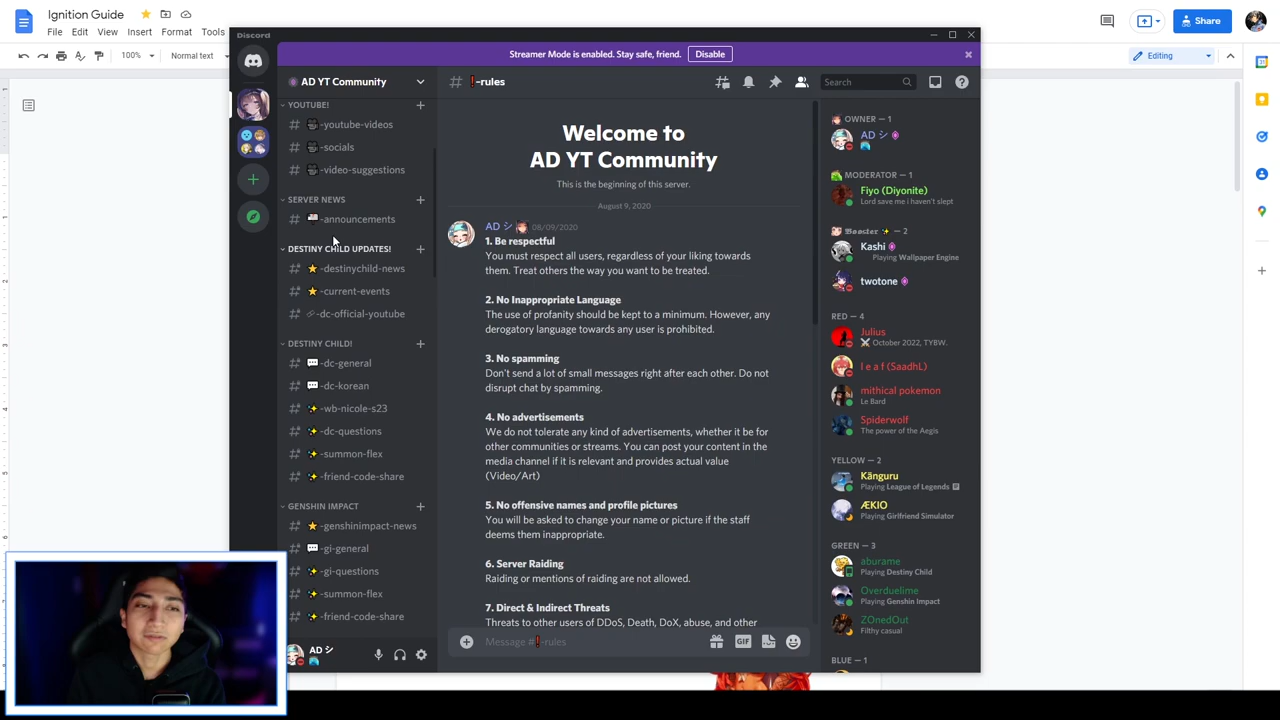 Ignition Guide
File Edit View Insert Format Tools
100%
Normal text
Share
Editing
Discord
Streamer Mode is enabled. Stay safe, friend. Disable
AD YT Community
YOUTUBE!
-youtube-videos
-socials
-video-suggestions
SERVER NEWS
-announcements
DESTINY CHILD UPDATES!
-destinychild-news
-current-events
-dc-official-youtube
DESTINY CHILD!
-dc-general
-dc-korean
-wb-nicole-s23
-dc-questions
-summon-flex
-friend-code-share
GENSHIN IMPACT
-genshinimpact-news
-gi-general
-gi-questions
-summon-flex
-friend-code-share
AD シ
# ❗-rules
Search
Welcome to
AD YT Community
This is the beginning of this server.
August 9, 2020
AD シ 08/09/2020
1. Be respectful
You must respect all users, regardless of your liking towards
them. Treat others the way you want to be treated.
2. No Inappropriate Language
The use of profanity should be kept to a minimum. However, any
derogatory language towards any user is prohibited.
3. No spamming
Don't send a lot of small messages right after each other. Do not
disrupt chat by spamming.
4. No advertisements
We do not tolerate any kind of advertisements, whether it be for
other communities or streams. You can post your content in the
media channel if it is relevant and provides actual value
(Video/Art)
5. No offensive names and profile pictures
You will be asked to change your name or picture if the staff
deems them inappropriate.
6. Server Raiding
Raiding or mentions of raiding are not allowed.
7. Direct & Indirect Threats
Threats to other users of DDoS, Death, DoX, abuse, and other
Message #❗-rules
GIF
OWNER — 1
AD シ
MODERATOR — 1
Fiyo (Diyonite)
Lord save me i haven't slept
𝕭𝖔𝖔𝖘𝖙𝖊𝖗 ✨ — 2
Kashi
Playing Wallpaper Engine
twotone
RED — 4
Julius
October 2022, TYBW.
l e a f (SaadhL)
mithical pokemon
Le Bard
Spiderwolf
The power of the Aegis
YELLOW — 2
Känguru
Playing League of Legends
ÆKIO
Playing Girlfriend Simulator
GREEN — 3
aburame
Playing Destiny Child
Overduelime
Playing Genshin Impact
ZOnedOut
Filthy casual
BLUE — 1